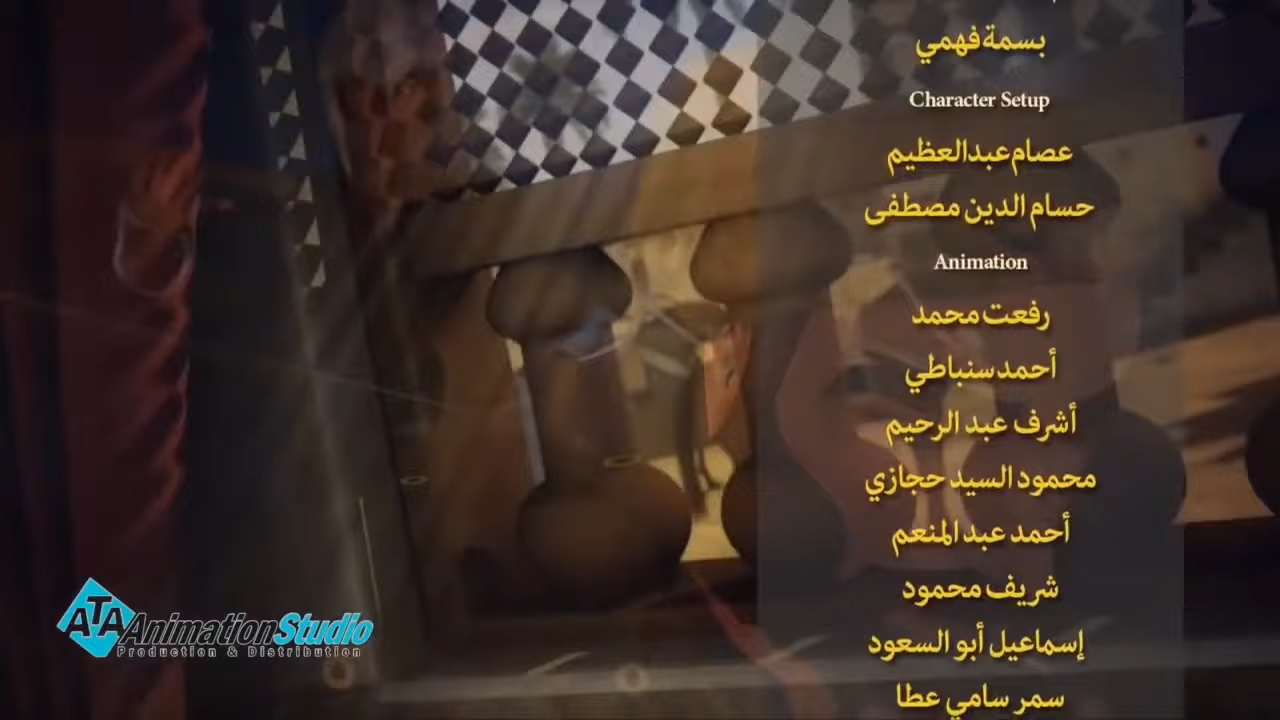 بسمة فهمي
Character Setup
عصام عبدالعظيم
حسام الدين مصطفى
Animation
رفعت محمد
أحمد سنباطي
أشرف عبد الرحيم
محمود السيد حجازي
أحمد عبد المنعم
شريف محمود
إسماعيل أبو السعود
سمر سامي عطا
ATA AnimationStudio
Production & Distribution